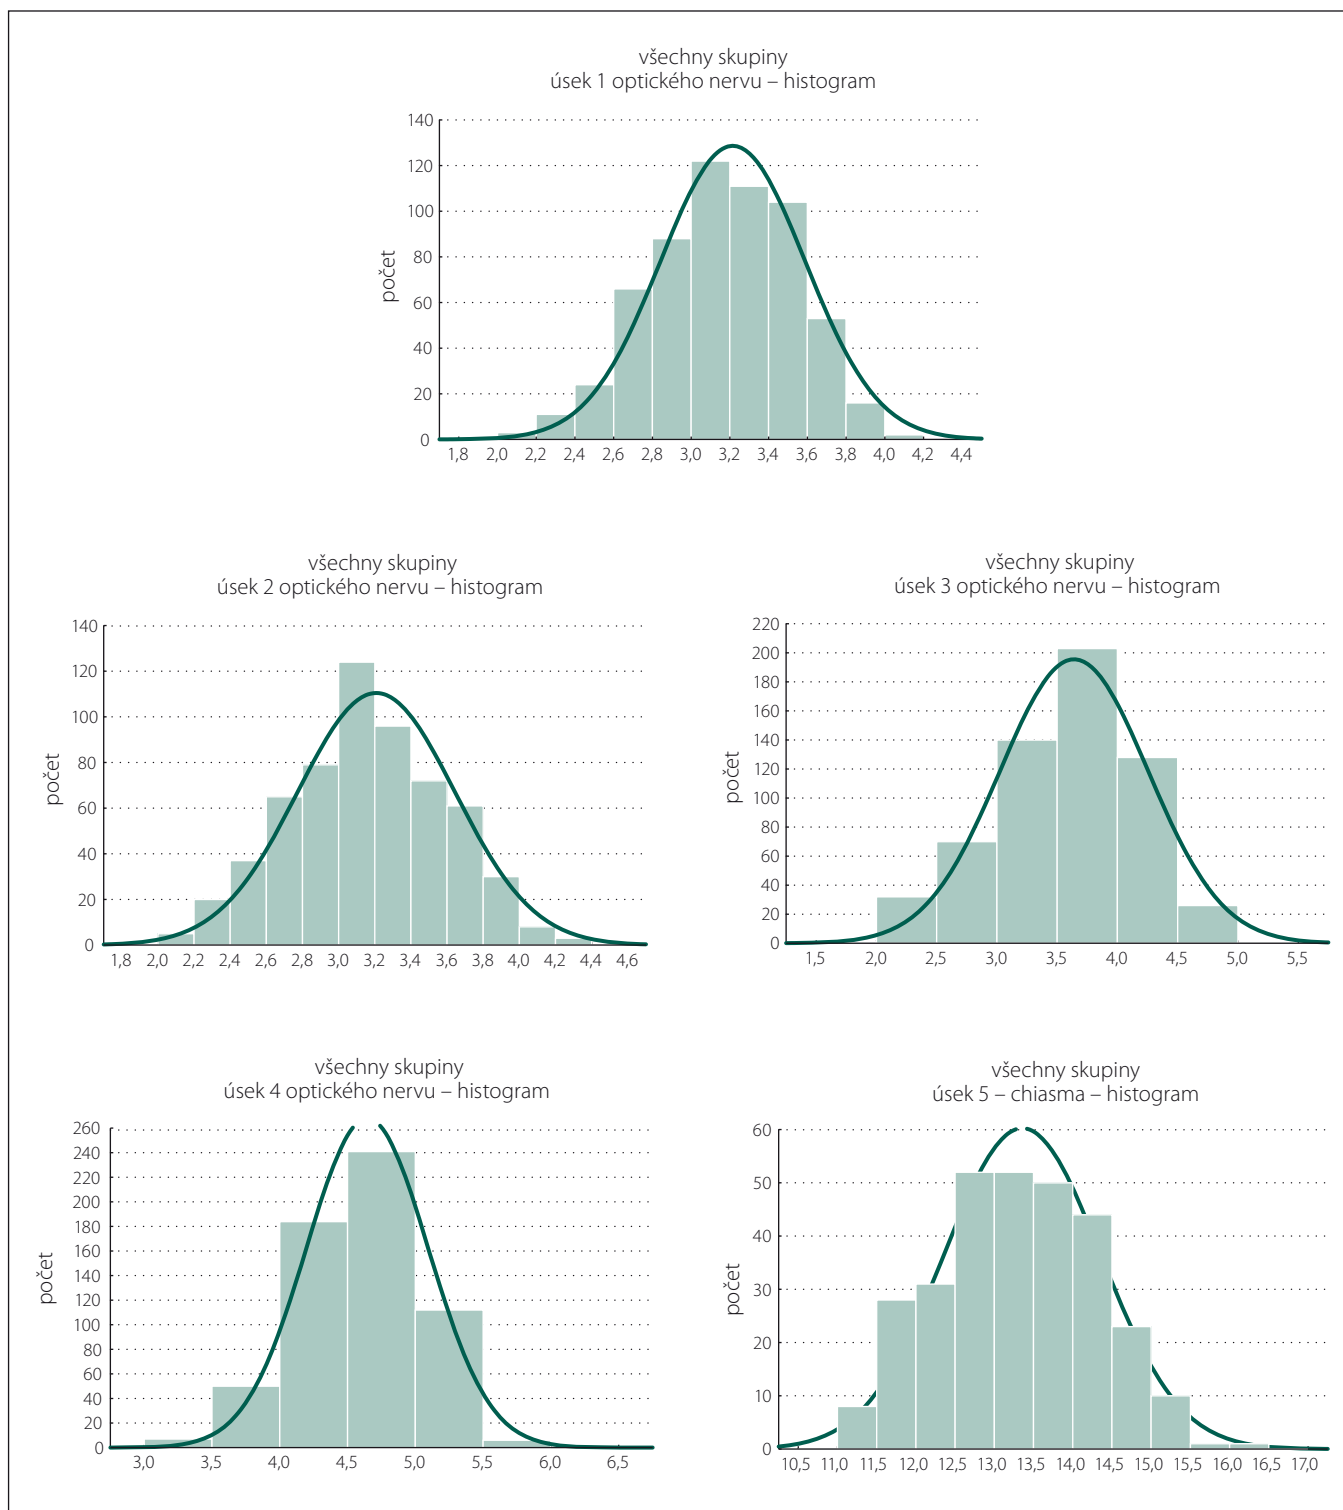 všechny skupiny
úsek 1 optického nervu – histogram
140
120
100
80
60
40
20
0
počet
1,8 2,0 2,2 2,4 2,6 2,8 3,0 3,2 3,4 3,6 3,8 4,0 4,2 4,4
všechny skupiny
úsek 2 optického nervu – histogram
140
120
100
80
60
40
20
0
počet
1,8 2,0 2,2 2,4 2,6 2,8 3,0 3,2 3,4 3,6 3,8 4,0 4,2 4,4 4,6
všechny skupiny
úsek 3 optického nervu – histogram
220
200
180
160
140
120
100
80
60
40
20
0
počet
1,5 2,0 2,5 3,0 3,5 4,0 4,5 5,0 5,5
všechny skupiny
úsek 4 optického nervu – histogram
260
240
220
200
180
160
140
120
100
80
60
40
20
0
počet
3,0 3,5 4,0 4,5 5,0 5,5 6,0 6,5
všechny skupiny
úsek 5 – chiasma – histogram
60
50
40
30
20
10
0
počet
10,5 11,0 11,5 12,0 12,5 13,0 13,5 14,0 14,5 15,0 15,5 16,0 16,5 17,0